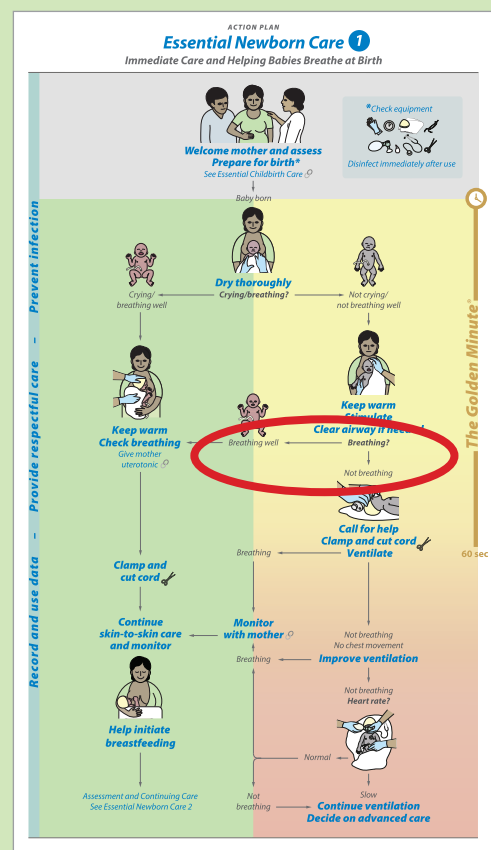 ACTION PLAN
Essential Newborn Care 1
Immediate Care and Helping Babies Breathe at Birth
Prevent infection
–
Provide respectful care
–
Record and use data
Welcome mother and assess
Prepare for birth*
See Essential Childbirth Care
*Check equipment
Disinfect immediately after use
Baby born
The Golden Minute®
60 sec
Dry thoroughly
Crying/breathing?
Crying/
breathing well
Not crying/
not breathing well
Keep warm
Check breathing
Give mother
uterotonic
Keep warm
Stimulate
Clear airway if needed
Breathing well
Breathing?
Not breathing
Call for help
Clamp and cut cord
Ventilate
Breathing
Clamp and
cut cord
Continue
skin-to-skin care
and monitor
Monitor
with mother
Not breathing
No chest movement
Breathing
Improve ventilation
Not breathing
Heart rate?
Help initiate
breastfeeding
Normal
Assessment and Continuing Care
See Essential Newborn Care 2
Not
breathing
Slow
Continue ventilation
Decide on advanced care